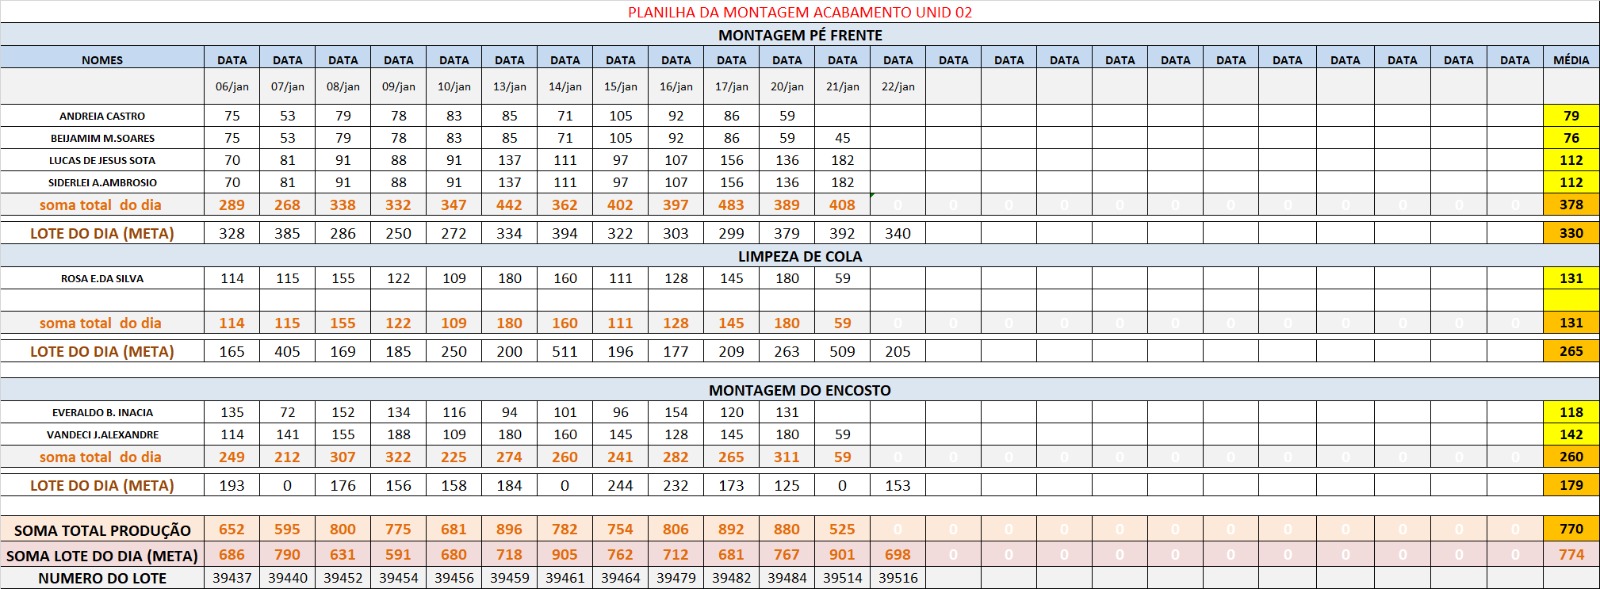 PLANILHA DA MONTAGEM ACABAMENTO UNID 02
MONTAGEM PÉ FRENTE
NOMES DATA DATA DATA DATA DATA DATA DATA DATA DATA DATA DATA DATA DATA DATA DATA DATA DATA DATA DATA DATA DATA DATA DATA DATA MÉDIA
06/jan 07/jan 08/jan 09/jan 10/jan 13/jan 14/jan 15/jan 16/jan 17/jan 20/jan 21/jan 22/jan
ANDREIA CASTRO 75 53 79 78 83 85 71 105 92 86 59 79
BEIJAMIM M.SOARES 75 53 79 78 83 85 71 105 92 86 59 45 76
LUCAS DE JESUS SOTA 70 81 91 88 91 137 111 97 107 156 136 182 112
SIDERLEI A.AMBROSIO 70 81 91 88 91 137 111 97 107 156 136 182 112
soma total do dia 289 268 338 332 347 442 362 402 397 483 389 408 0 0 0 0 0 0 0 0 0 0 0 0 378
LOTE DO DIA (META) 328 385 286 250 272 334 394 322 303 299 379 392 340 330
LIMPEZA DE COLA
ROSA E.DA SILVA 114 115 155 122 109 180 160 111 128 145 180 59 131
soma total do dia 114 115 155 122 109 180 160 111 128 145 180 59 0 0 0 0 0 0 0 0 0 0 0 0 131
LOTE DO DIA (META) 165 405 169 185 250 200 511 196 177 209 263 509 205 265
MONTAGEM DO ENCOSTO
EVERALDO B. INACIA 135 72 152 134 116 94 101 96 154 120 131 118
VANDECI J.ALEXANDRE 114 141 155 188 109 180 160 145 128 145 180 59 142
soma total do dia 249 212 307 322 225 274 260 241 282 265 311 59 0 0 0 0 0 0 0 0 0 0 0 0 260
LOTE DO DIA (META) 193 0 176 156 158 184 0 244 232 173 125 0 153 179
SOMA TOTAL PRODUÇÃO 652 595 800 775 681 896 782 754 806 892 880 525 0 0 0 0 0 0 0 0 0 0 0 0 770
SOMA LOTE DO DIA (META) 686 790 631 591 680 718 905 762 712 681 767 901 698 0 0 0 0 0 0 0 0 0 0 0 774
NUMERO DO LOTE 39437 39440 39452 39454 39456 39459 39461 39464 39479 39482 39484 39514 39516